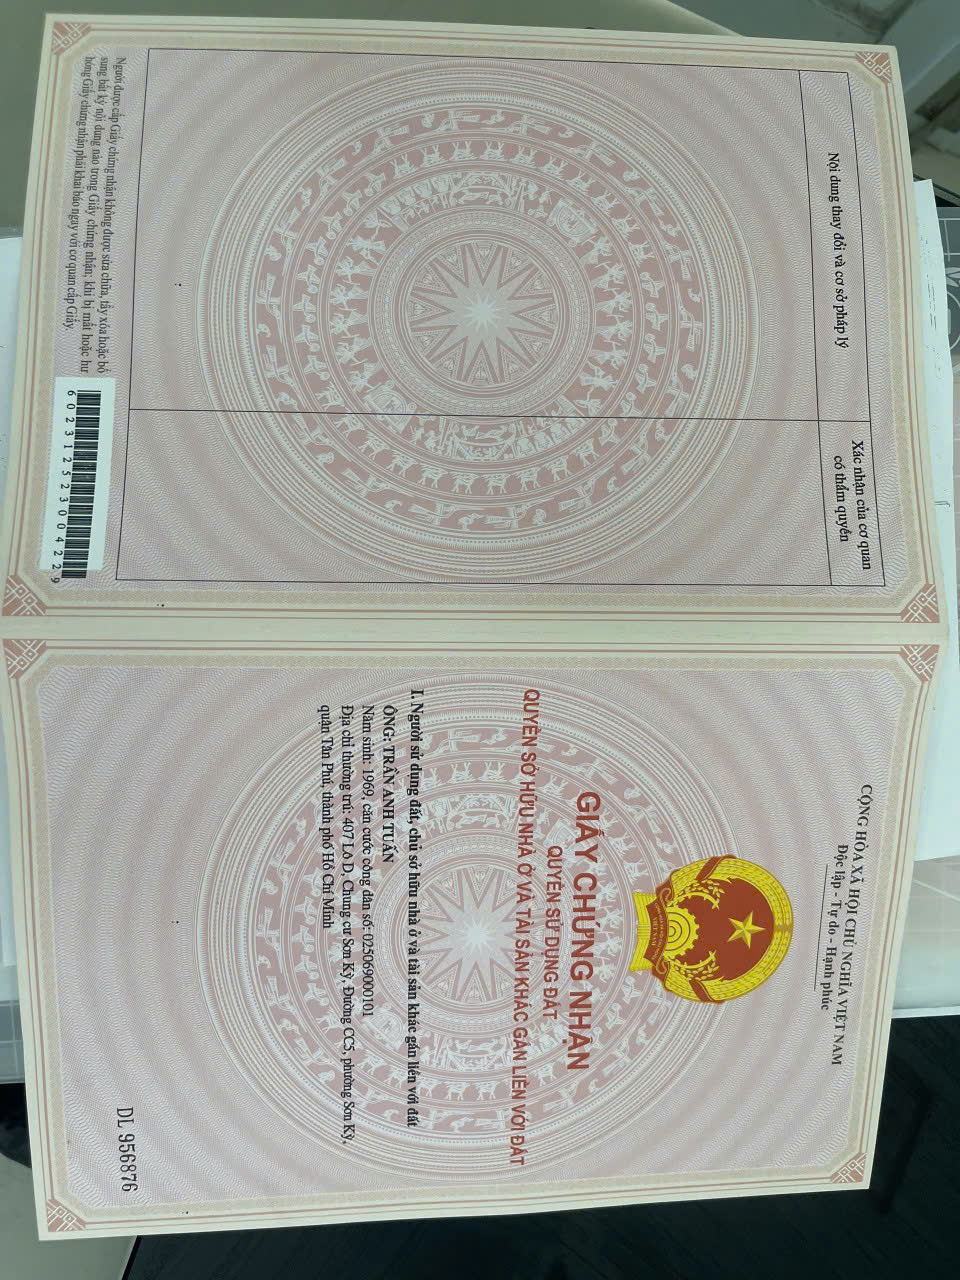 Nội dung thay đổi và cơ sở pháp lý
Xác nhận của cơ quan
có thẩm quyền
Người được cấp Giấy chứng nhận không được sửa chữa, tẩy xóa hoặc bổ
sung bất kỳ nội dung nào trong Giấy chứng nhận; khi bị mất hoặc hư
hỏng Giấy chứng nhận phải khai báo ngay với cơ quan cấp Giấy.
602312523004229
CỘNG HÒA XÃ HỘI CHỦ NGHĨA VIỆT NAM
Độc lập - Tự do - Hạnh phúc
VIỆT NAM
GIẤY CHỨNG NHẬN
QUYỀN SỬ DỤNG ĐẤT
QUYỀN SỞ HỮU NHÀ Ở VÀ TÀI SẢN KHÁC GẮN LIỀN VỚI ĐẤT
I. Người sử dụng đất, chủ sở hữu nhà ở và tài sản khác gắn liền với đất
ÔNG: TRẦN ANH TUẤN
Năm sinh: 1969, căn cước công dân số: 025069000101
Địa chỉ thường trú: 407 Lô D, Chung cư Sơn Kỳ, Đường CC5, phường Sơn Kỳ,
quận Tân Phú, thành phố Hồ Chí Minh
DL 956876